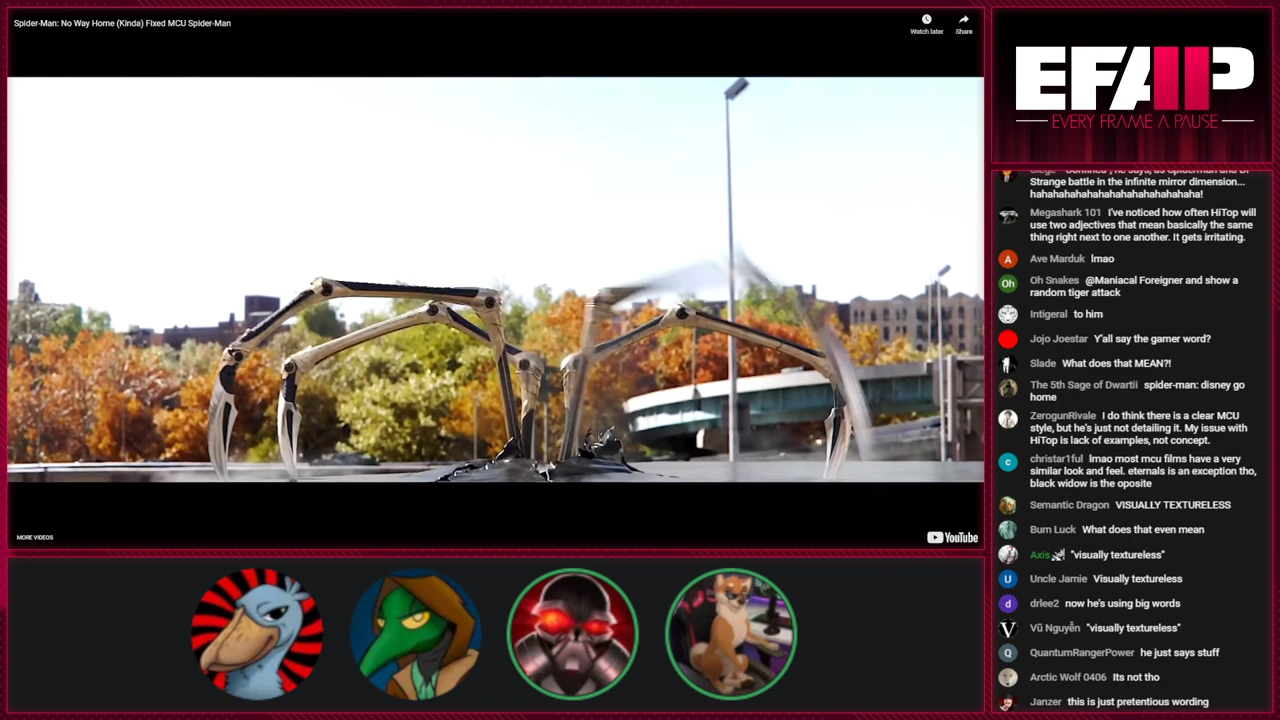 Spider-Man: No Way Home (Kinda) Fixed MCU Spider-Man
Watch later
Share
MORE VIDEOS
YouTube
EFAP
EVERY FRAME A PAUSE
Strange battle in the infinite mirror dimension...
hahahahahahahahahahahahahaha!
Megashark 101 I've noticed how often HiTop will
use two adjectives that mean basically the same
thing right next to one another. It gets irritating.
A
Ave Marduk lmao
Oh
Oh Snakes @Maniacal Foreigner and show a
random tiger attack
Intigeral to him
Jojo Joestar Y'all say the gamer word?
Slade What does that MEAN?!
The 5th Sage of Dwartii spider-man: disney go
home
ZerogunRivale I do think there is a clear MCU
style, but he's just not detailing it. My issue with
HiTop is lack of examples, not concept.
c
christar1ful lmao most mcu films have a very
similar look and feel. eternals is an exception tho,
black widow is the oposite
Semantic Dragon VISUALLY TEXTURELESS
Bum Luck What does that even mean
Axis "visually textureless"
U
Uncle Jamie Visually textureless
d
drlee2 now he's using big words
Vũ Nguyễn "visually textureless"
Q
QuantumRangerPower he just says stuff
Arctic Wolf 0406 Its not tho
Janzer this is just pretentious wording